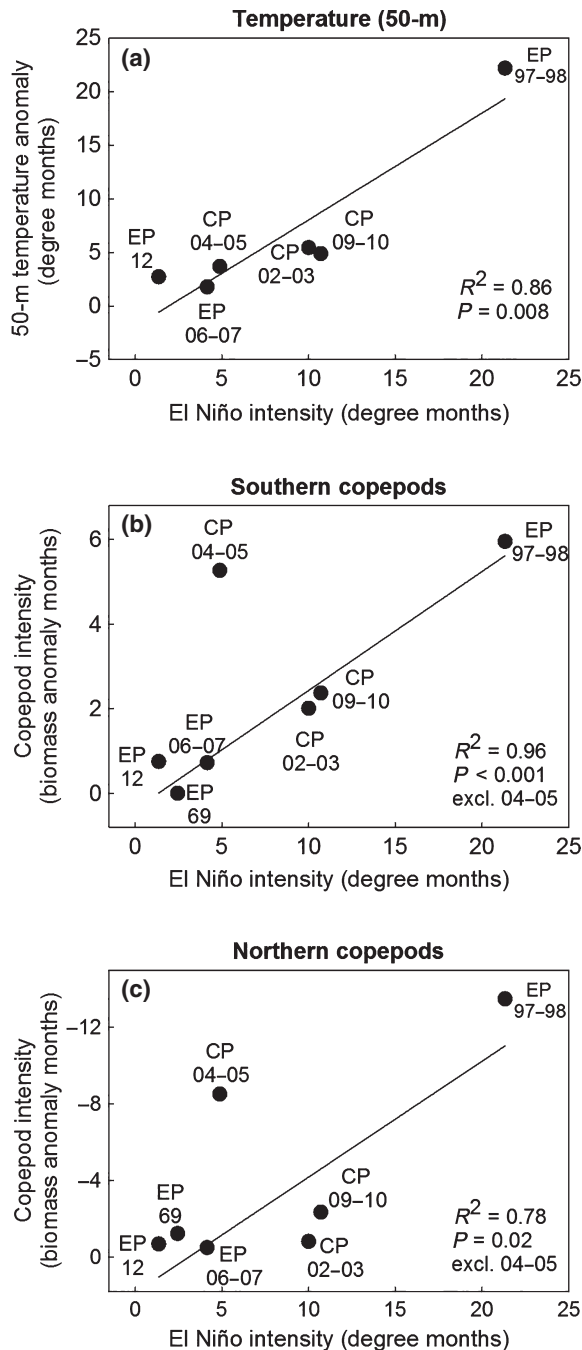 Temperature (50-m)
(a)
50-m temperature anomaly
(degree months)
25
20
15
10
5
0
−5
EP
97–98
CP
04–05
CP
09–10
EP
12
CP
02–03
EP
06–07
R² = 0.86
P = 0.008
0 5 10 15 20 25
El Niño intensity (degree months)
Southern copepods
(b)
Copepod intensity
(biomass anomaly months)
6
4
2
0
CP
04–05
EP
97–98
EP
06–07
CP
09–10
EP
12
CP
02–03
EP
69
R² = 0.96
P < 0.001
excl. 04–05
0 5 10 15 20 25
El Niño intensity (degree months)
Northern copepods
(c)
Copepod intensity
(biomass anomaly months)
−12
−8
−4
0
EP
97–98
CP
04–05
CP
09–10
EP
69
EP
12
EP
06–07
CP
02–03
R² = 0.78
P = 0.02
excl. 04–05
0 5 10 15 20 25
El Niño intensity (degree months)